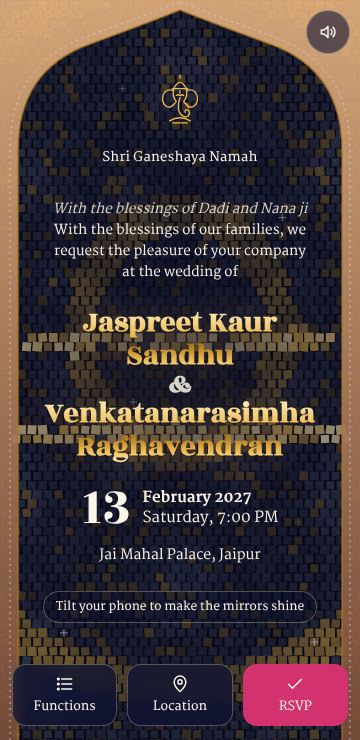 Shri Ganeshaya Namah
With the blessings of Dadi and Nana ji
With the blessings of our families, we
request the pleasure of your company
at the wedding of
Jaspreet Kaur
Sandhu
&
Venkatanarasimha
Raghavendran
13
February 2027
Saturday, 7:00 PM
Jai Mahal Palace, Jaipur
Tilt your phone to make the mirrors shine
Functions
Location
RSVP